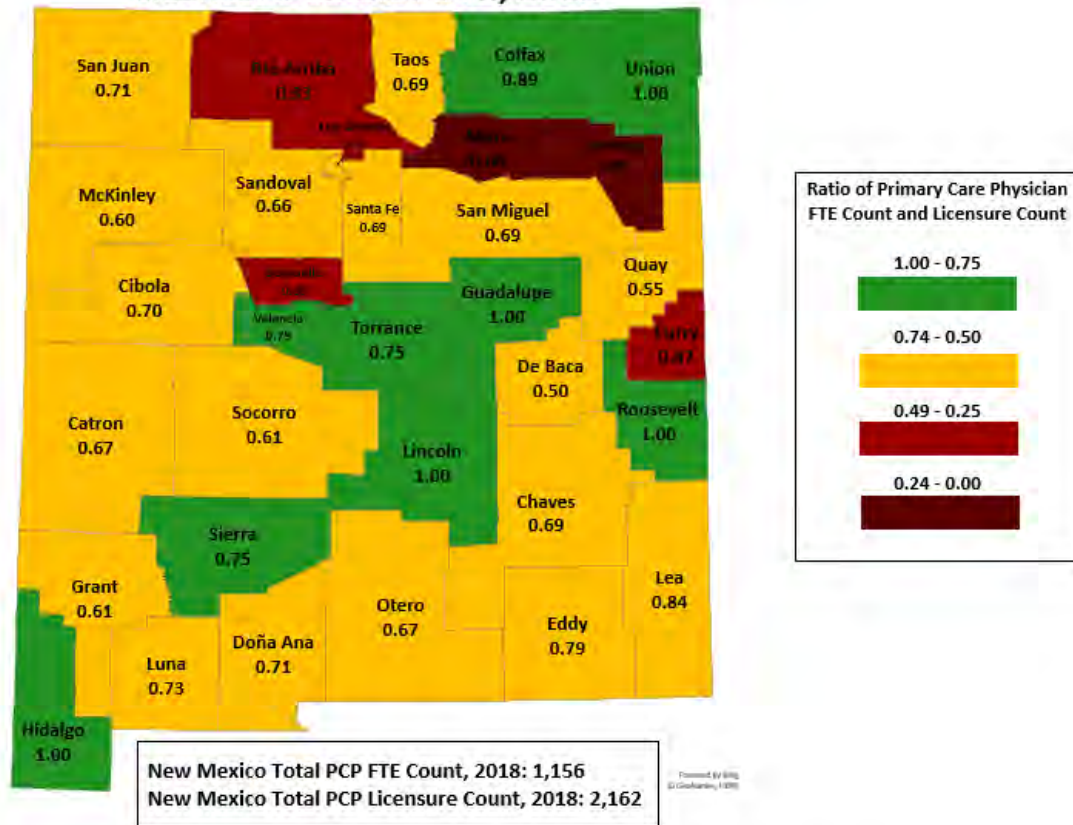 San Juan
0.71
Taos
0.69
Colfax
0.89
Union
1.00
McKinley
0.60
Sandoval
0.66
Santa Fe
0.69
San Miguel
0.69
Cibola
0.70
Valencia
0.79
Torrance
0.75
Guadalupe
1.00
Quay
0.55
Curry
0.47
De Baca
0.50
Roosevelt
1.00
Catron
0.67
Socorro
0.61
Lincoln
1.00
Chaves
0.69
Sierra
0.75
Grant
0.61
Luna
0.73
Doña Ana
0.71
Otero
0.67
Eddy
0.79
Lea
0.84
Hidalgo
1.00
Ratio of Primary Care Physician
FTE Count and Licensure Count
1.00 - 0.75
0.74 - 0.50
0.49 - 0.25
0.24 - 0.00
New Mexico Total PCP FTE Count, 2018: 1,156
New Mexico Total PCP Licensure Count, 2018: 2,162
Powered by Bing